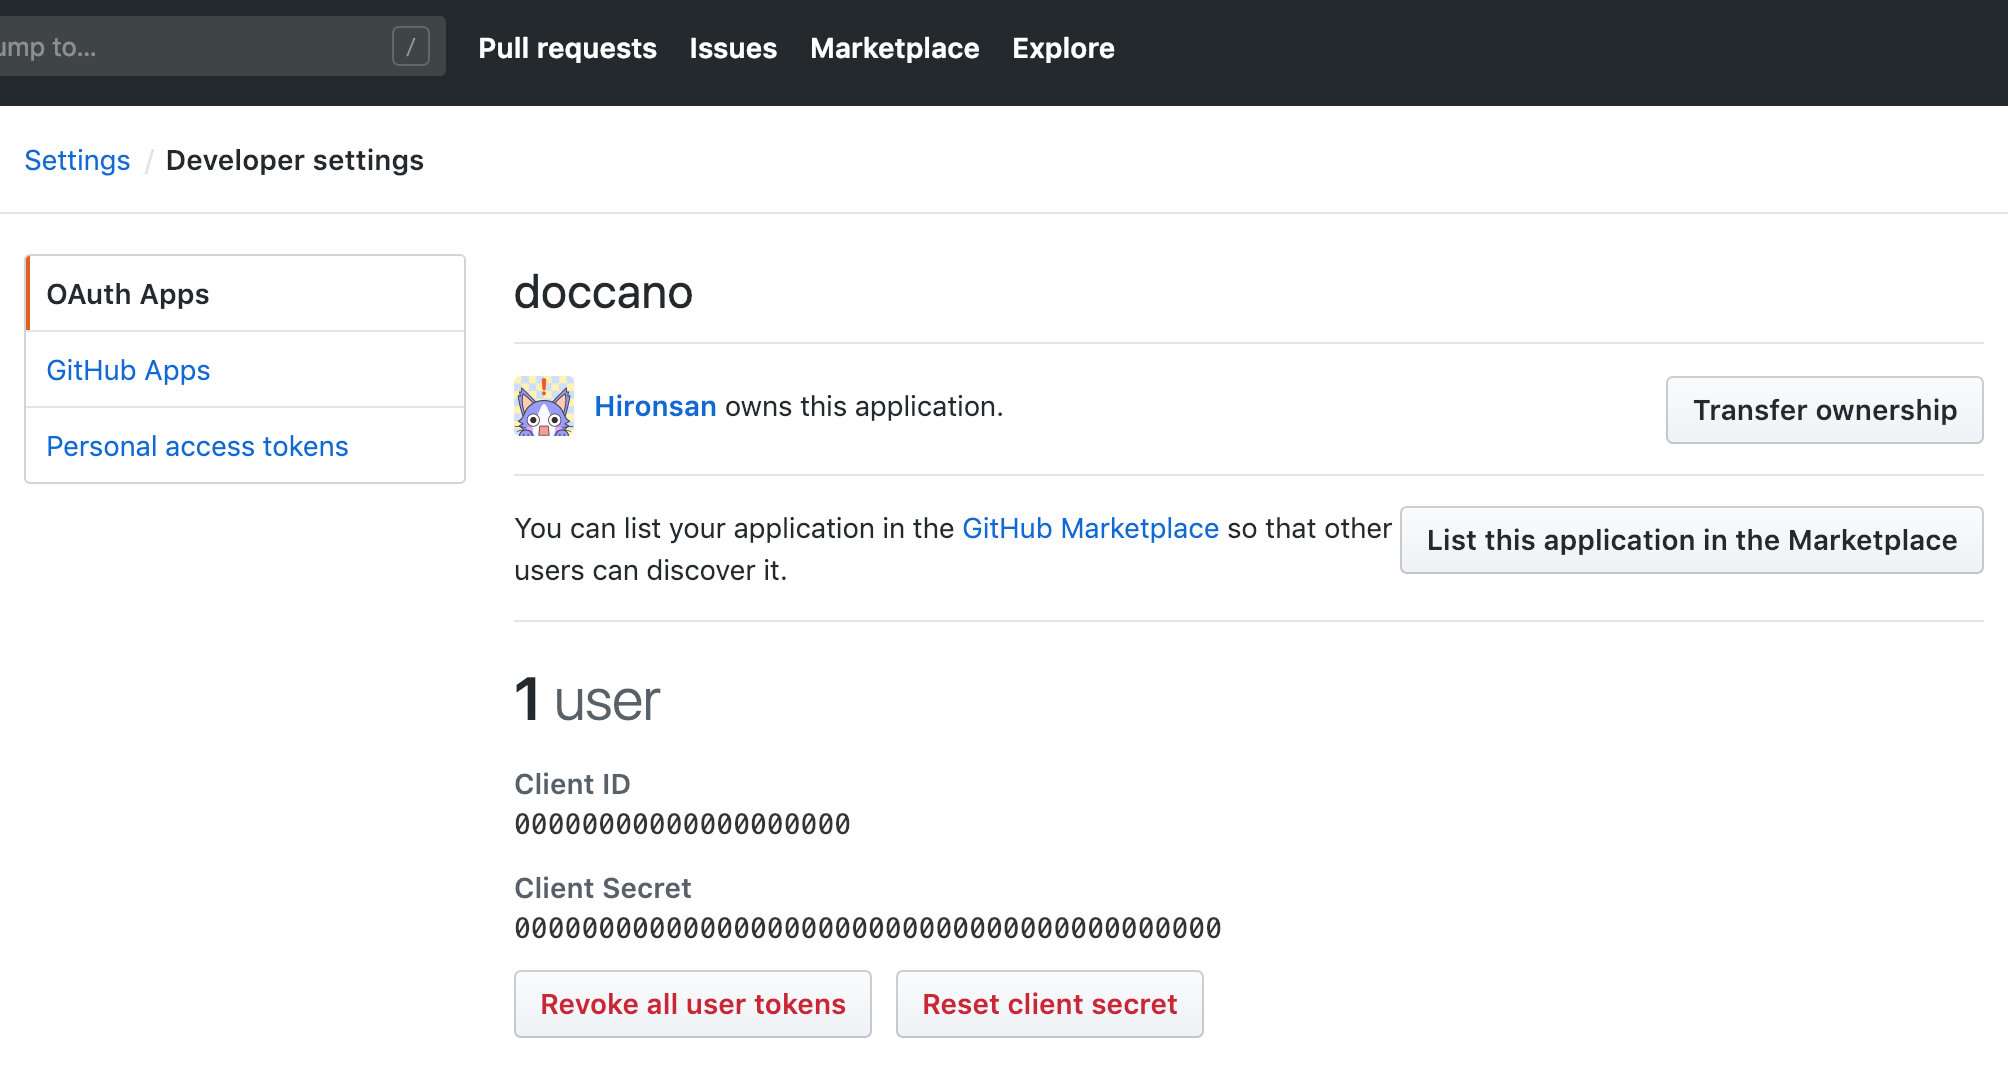 ump to... /
Pull requests Issues Marketplace Explore
Settings / Developer settings
OAuth Apps
GitHub Apps
Personal access tokens
doccano
Hironsan owns this application.
Transfer ownership
You can list your application in the GitHub Marketplace so that other
users can discover it.
List this application in the Marketplace
1 user
Client ID
00000000000000000000
Client Secret
000000000000000000000000000000000000000000
Revoke all user tokens
Reset client secret